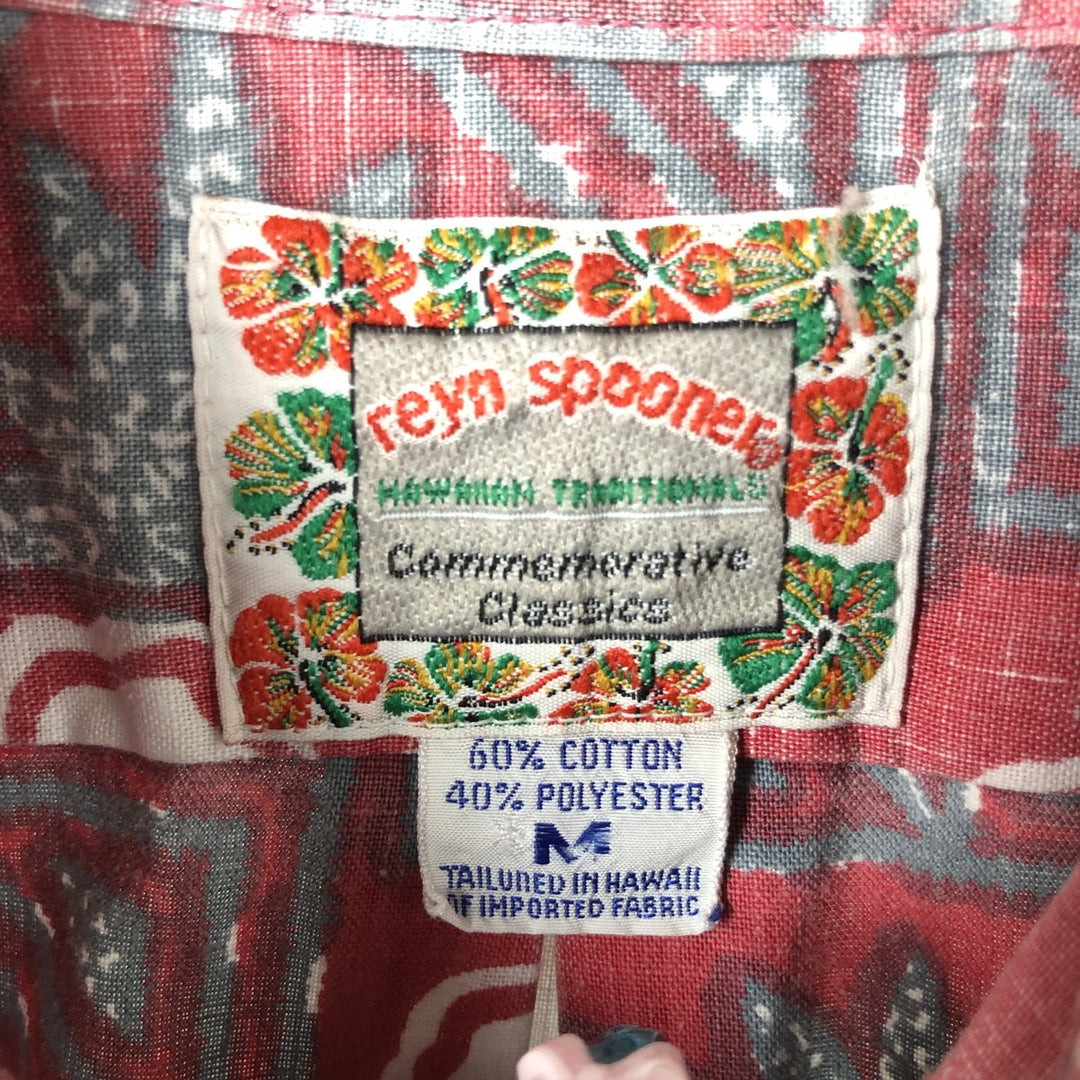 reyn spooner®
HAWAIIAN TRADITIONALS
Commemorative
Classics
60% COTTON
40% POLYESTER
M
TAILORED IN HAWAII
OF IMPORTED FABRIC